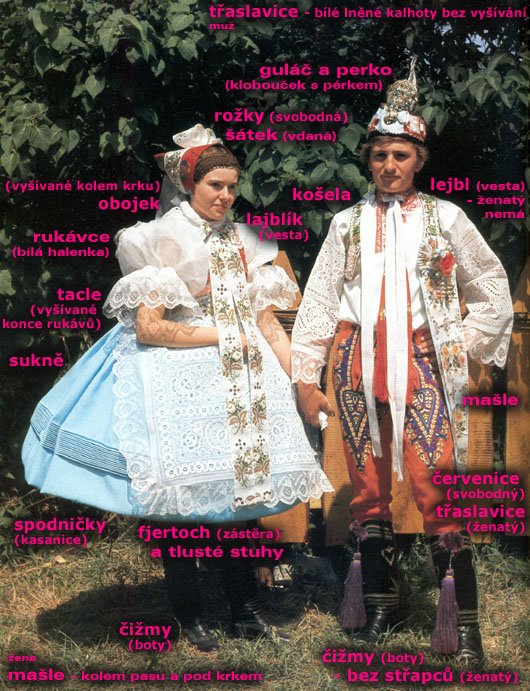 třaslavice - bílé lněné kalhoty bez vyšívání
muž
guláč a perko
(klobouček s pérkem)
rožky (svobodná)
šátek (vdaná)
(vyšívané kolem krku)
obojek
košela
lejbl (vesta)
- ženatý
nemá
lajblík
(vesta)
rukávce
(bílá halenka)
tacle
(vyšívané
konce rukávů)
sukně
mašle
červenice
(svobodný)
třaslavice
(ženatý)
spodničky
(kasanice)
fjertoch (zástěra)
a tlusté stuhy
čižmy
(boty)
žena
mašle - kolem pasu a pod krkem
čižmy (boty)
- bez střapců (ženatý)